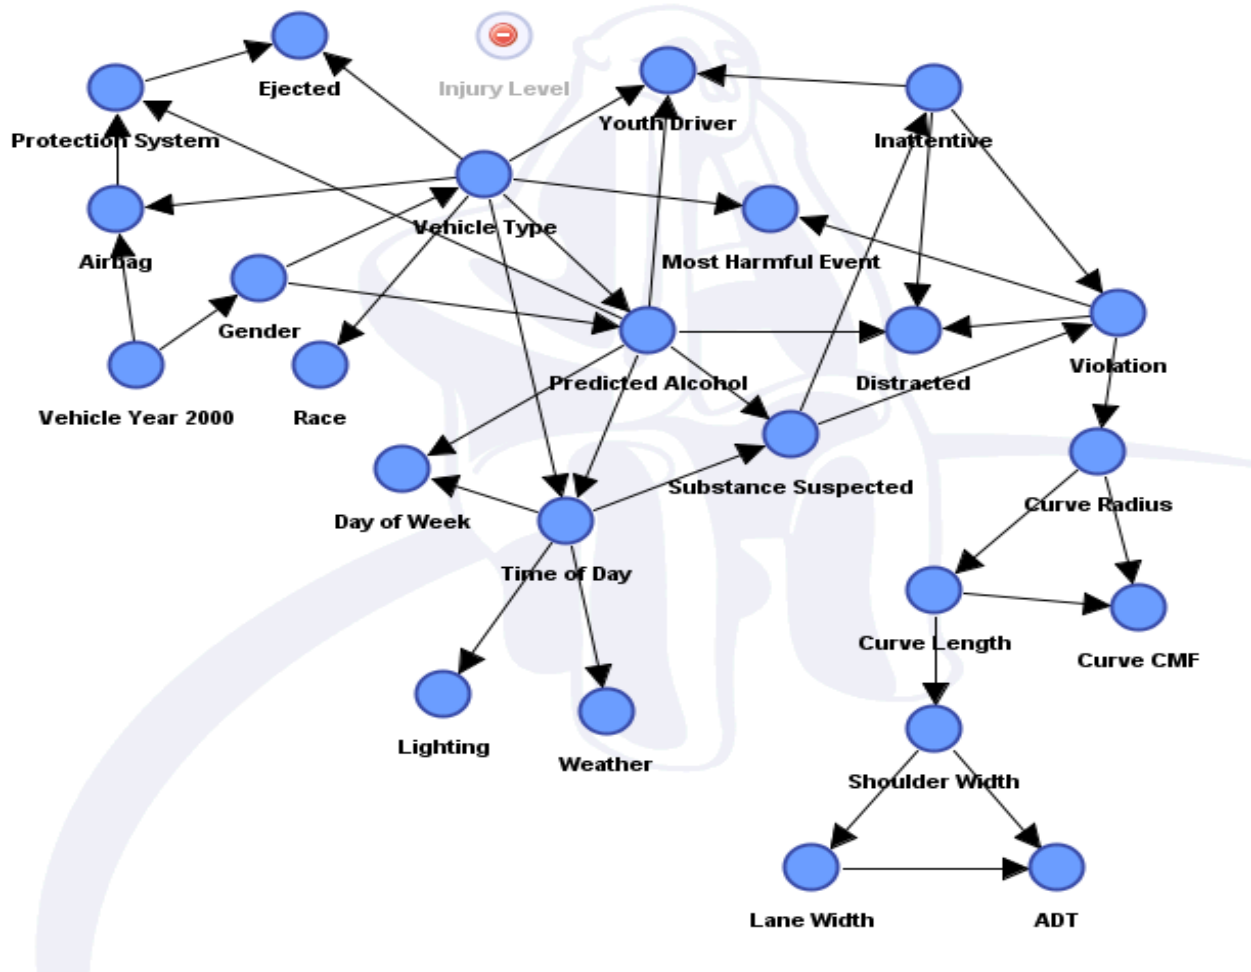 Ejected
Injury Level
Youth Driver
Protection System
Inattentive
Vehicle Type
Airbag
Most Harmful Event
Gender
Violation
Predicted Alcohol
Distracted
Vehicle Year 2000
Race
Substance Suspected
Curve Radius
Day of Week
Time of Day
Curve Length
Curve CMF
Lighting
Weather
Shoulder Width
Lane Width
ADT